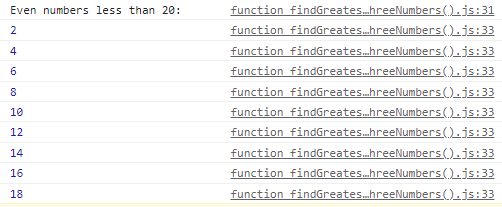 Even numbers less than 20: function findGreates…hreeNumbers().js:31
2 function findGreates…hreeNumbers().js:33
4 function findGreates…hreeNumbers().js:33
6 function findGreates…hreeNumbers().js:33
8 function findGreates…hreeNumbers().js:33
10 function findGreates…hreeNumbers().js:33
12 function findGreates…hreeNumbers().js:33
14 function findGreates…hreeNumbers().js:33
16 function findGreates…hreeNumbers().js:33
18 function findGreates…hreeNumbers().js:33